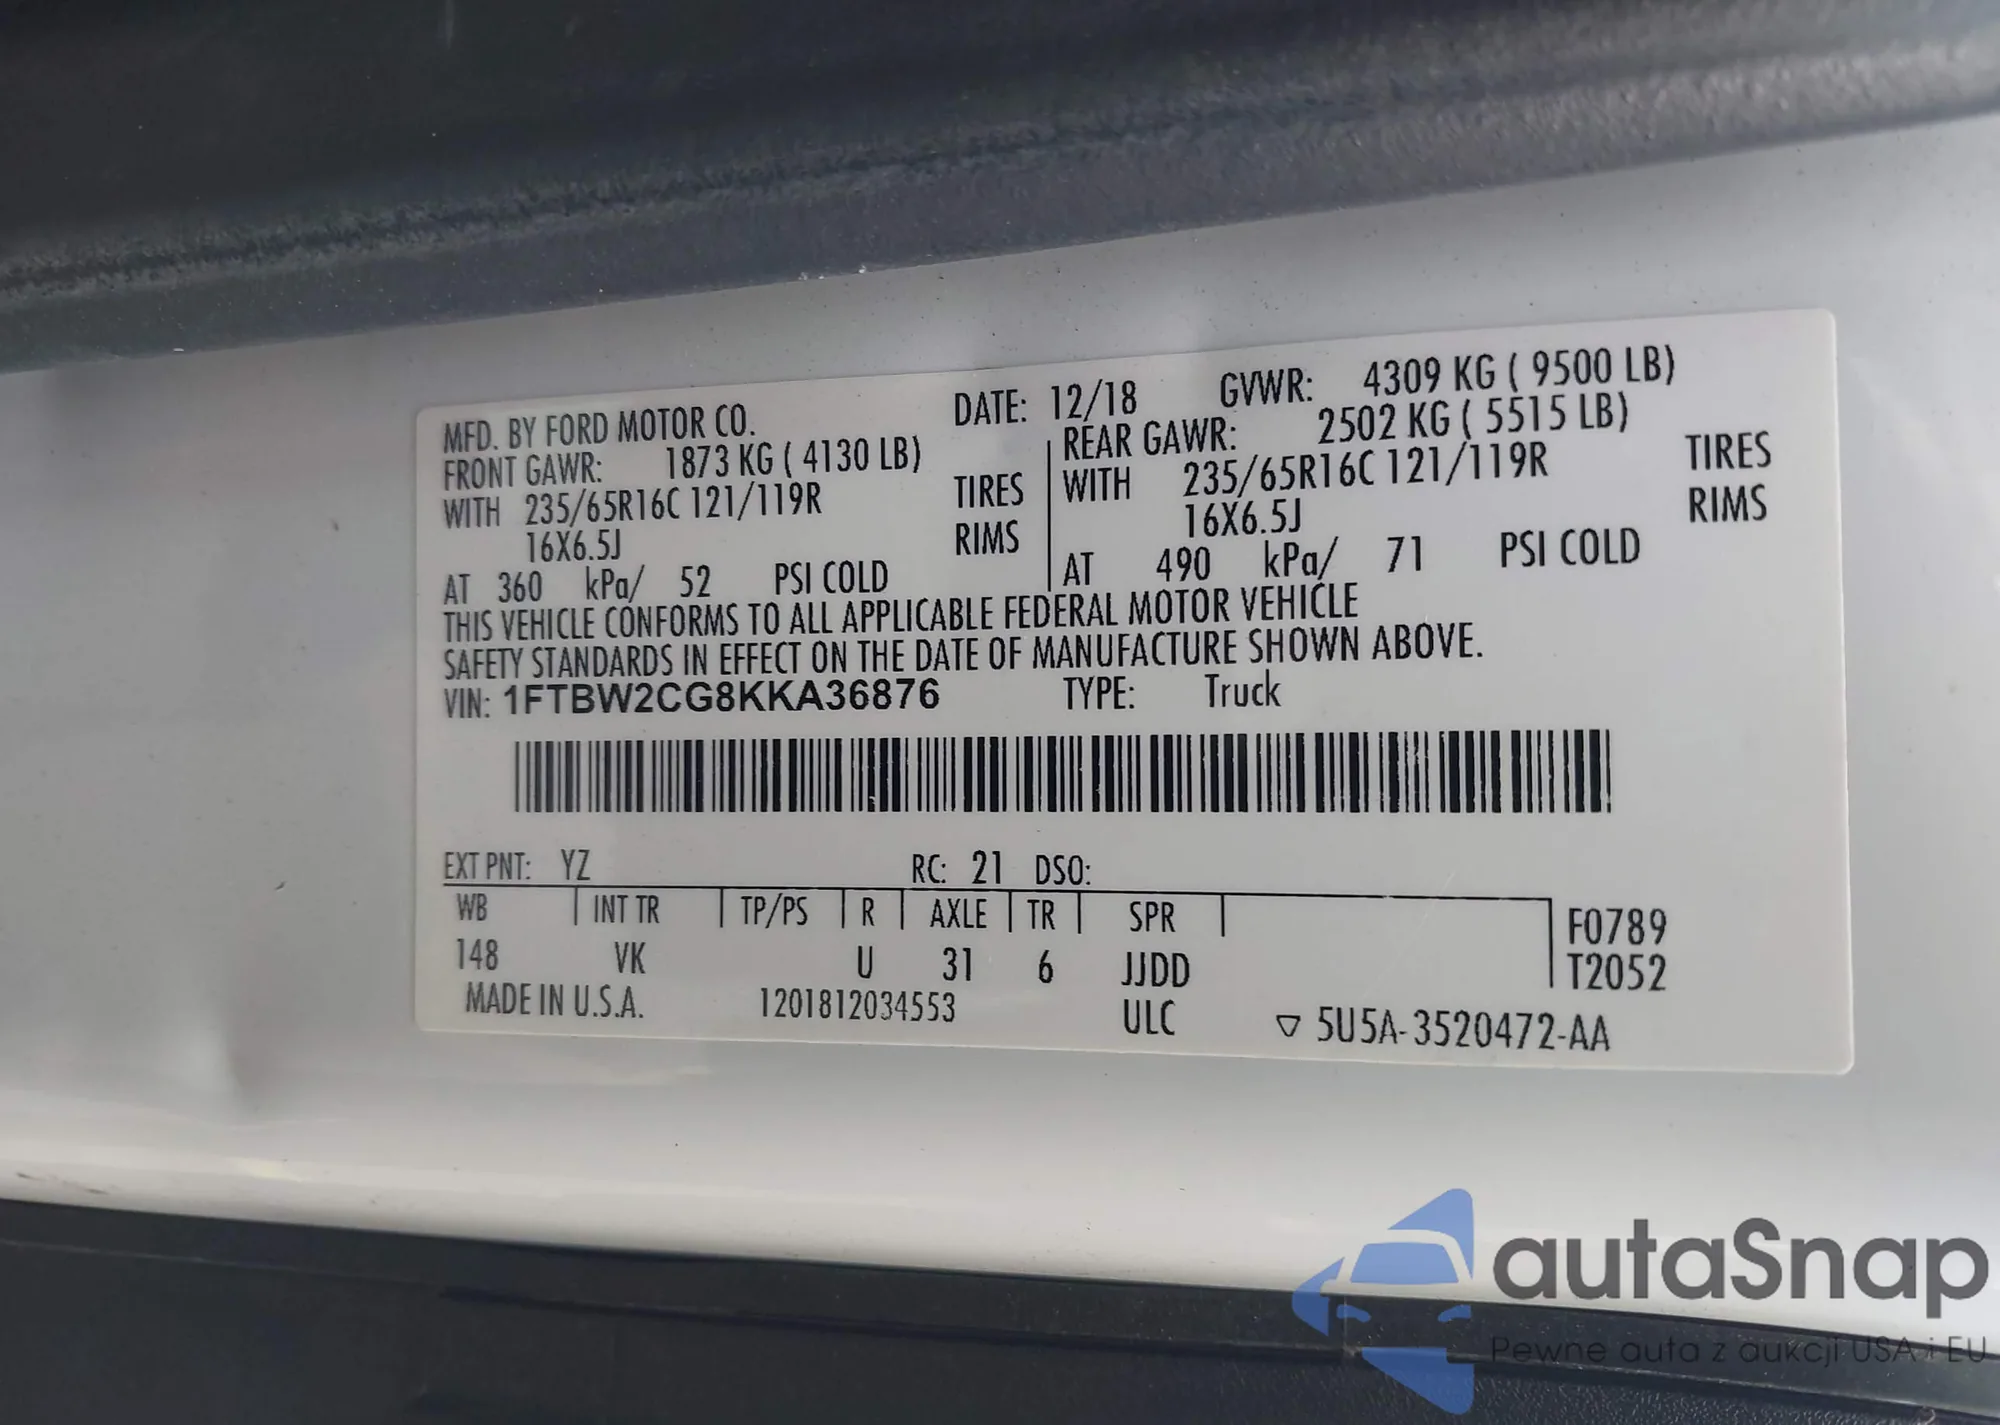 MFD. BY FORD MOTOR CO. DATE: 12/18 GVWR: 4309 KG ( 9500 LB)
FRONT GAWR: 1873 KG ( 4130 LB) REAR GAWR: 2502 KG ( 5515 LB)
WITH 235/65R16C 121/119R TIRES WITH 235/65R16C 121/119R TIRES
16X6.5J RIMS 16X6.5J RIMS
AT 360 kPa/ 52 PSI COLD AT 490 kPa/ 71 PSI COLD
THIS VEHICLE CONFORMS TO ALL APPLICABLE FEDERAL MOTOR VEHICLE
SAFETY STANDARDS IN EFFECT ON THE DATE OF MANUFACTURE SHOWN ABOVE.
VIN: 1FTBW2CG8KKA36876 TYPE: Truck
EXT PNT: YZ RC: 21 DSO:
WB INT TR TP/PS R AXLE TR SPR F0789
148 VK U 31 6 JJDD T2052
MADE IN U.S.A. 1201812034553 ULC ▽ 5U5A-3520472-AA
autaSnap
Pewne auta z aukcji USA i EU